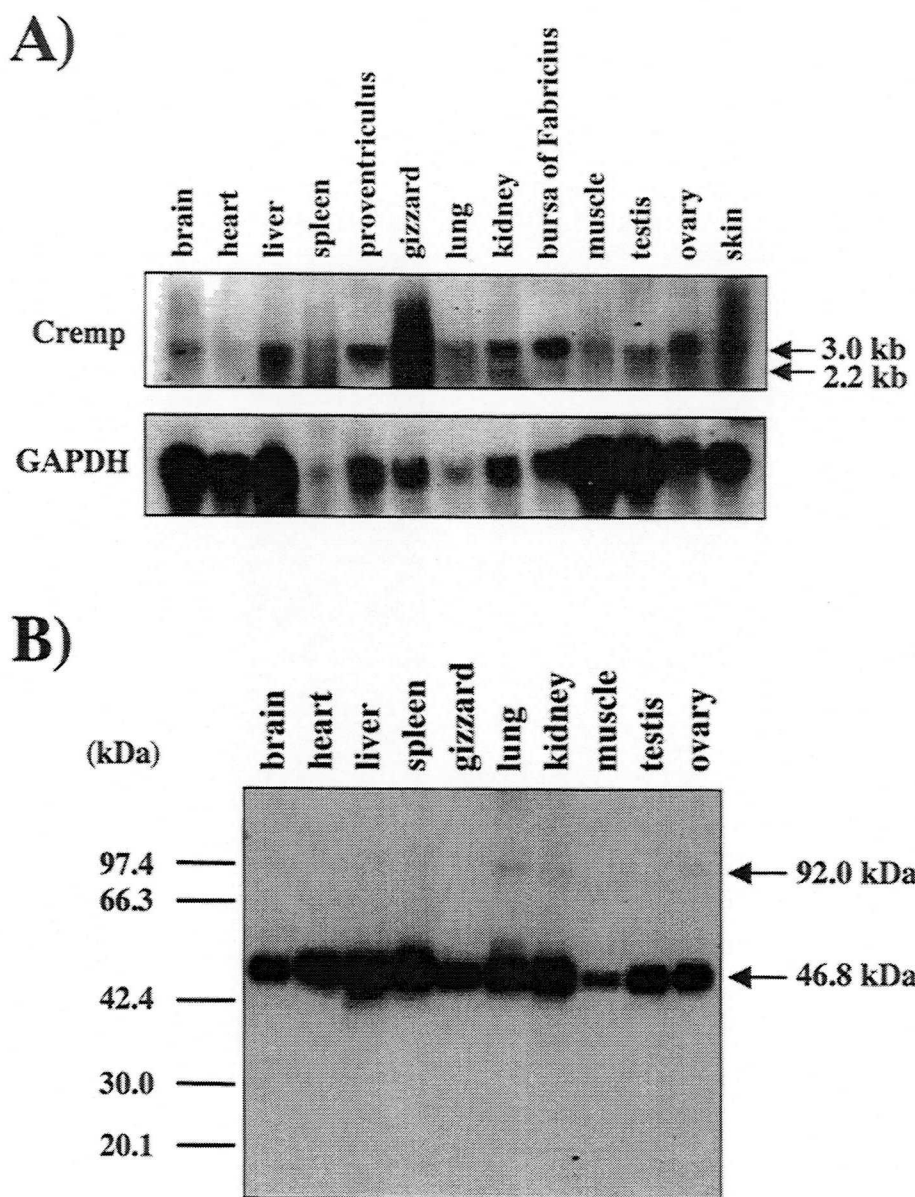 A)
brain
heart
liver
spleen
proventriculus
gizzard
lung
kidney
bursa of Fabricius
muscle
testis
ovary
skin
Cremp
3.0 kb
2.2 kb
GAPDH
B)
(kDa)
brain
heart
liver
spleen
gizzard
lung
kidney
muscle
testis
ovary
97.4
92.0 kDa
66.3
46.8 kDa
42.4
30.0
20.1